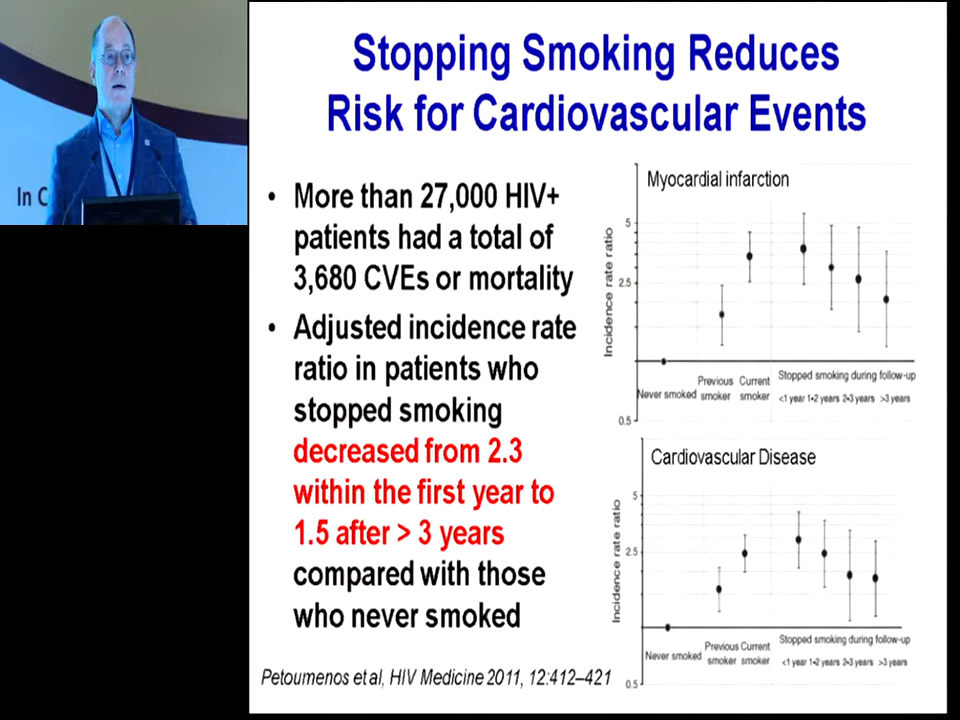 In C
Stopping Smoking Reduces
Risk for Cardiovascular Events
• More than 27,000 HIV+
patients had a total of
3,680 CVEs or mortality
• Adjusted incidence rate
ratio in patients who
stopped smoking
decreased from 2.3
within the first year to
1.5 after > 3 years
compared with those
who never smoked
Petoumenos et al, HIV Medicine 2011, 12:412–421
Myocardial infarction
Incidence rate ratio
5
2.5
0.5
Never smoked
Previous smoker
Current smoker
Stopped smoking during follow-up
<1 year 1-2 years 2-3 years >3 years
Cardiovascular Disease
Incidence rate ratio
5
2.5
0.5
Never smoked
Previous smoker
Current smoker
Stopped smoking during follow-up
<1 year 1-2 years 2-3 years >3 years